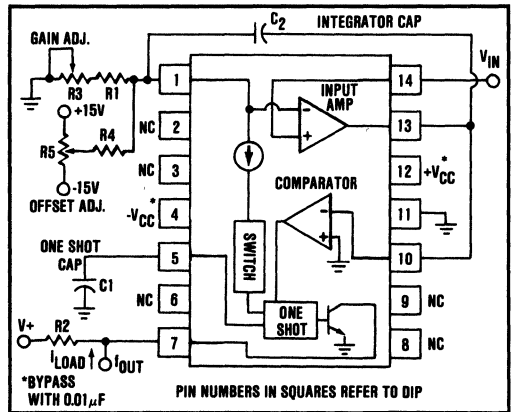 C2
INTEGRATOR CAP
GAIN ADJ.
VIN
R3
R1
1
14
INPUT
AMP
+15V
-
+
NC
2
13
R5
R4
NC
3
12
+VCC*
-15V
OFFSET ADJ.
COMPARATOR
-VCC*
4
11
-
+
ONE SHOT
CAP
5
SWITCH
10
C1
NC
6
9
NC
ONE
SHOT
V+
R2
7
8
NC
iLOAD
fOUT
*BYPASS
WITH 0.01μF
PIN NUMBERS IN SQUARES REFER TO DIP